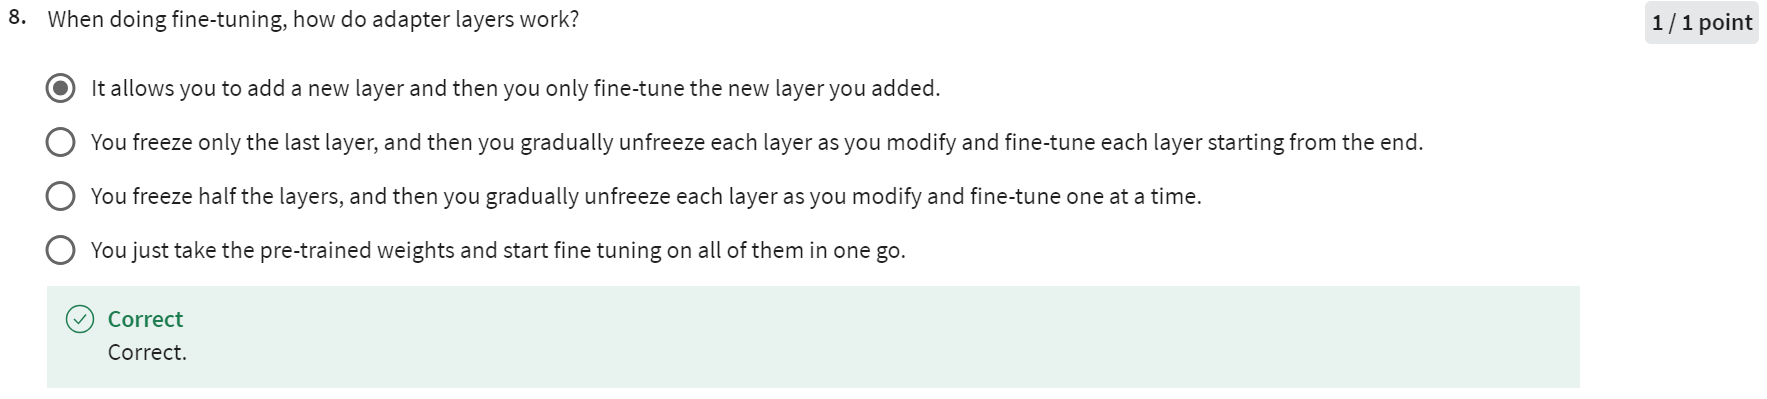 8. When doing fine-tuning, how do adapter layers work?
1 / 1 point
It allows you to add a new layer and then you only fine-tune the new layer you added.
You freeze only the last layer, and then you gradually unfreeze each layer as you modify and fine-tune each layer starting from the end.
You freeze half the layers, and then you gradually unfreeze each layer as you modify and fine-tune one at a time.
You just take the pre-trained weights and start fine tuning on all of them in one go.
Correct
Correct.